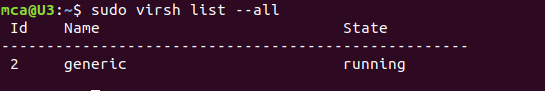 mca@U3:~$ sudo virsh list --all
 Id    Name                           State
----------------------------------------------------
 2     generic                        running